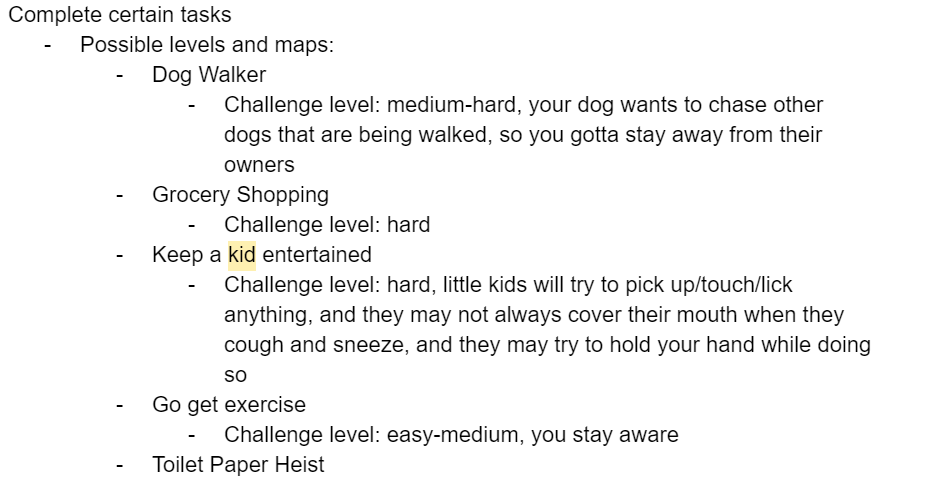 Complete certain tasks
- Possible levels and maps:
- Dog Walker
- Challenge level: medium-hard, your dog wants to chase other
dogs that are being walked, so you gotta stay away from their
owners
- Grocery Shopping
- Challenge level: hard
- Keep a kid entertained
- Challenge level: hard, little kids will try to pick up/touch/lick
anything, and they may not always cover their mouth when they
cough and sneeze, and they may try to hold your hand while doing
so
- Go get exercise
- Challenge level: easy-medium, you stay aware
- Toilet Paper Heist